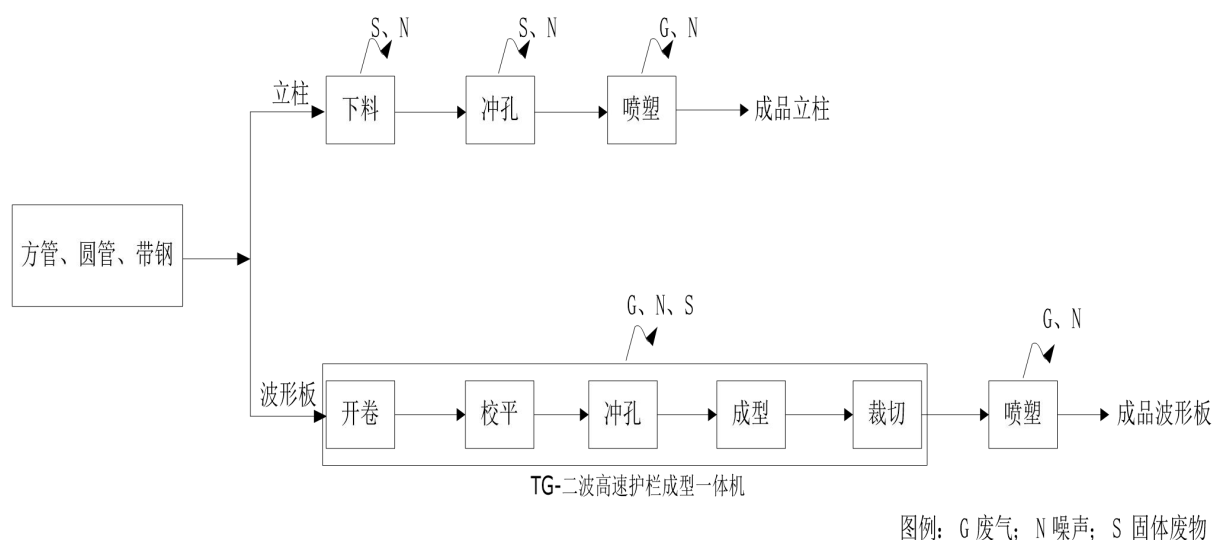 S、N
S、N
G、N
立柱
下料
冲孔
喷塑
成品立柱
方管、圆管、带钢
G、N、S
G、N
波形板
开卷
校平
冲孔
成型
裁切
喷塑
成品波形板
TG-二波高速护栏成型一体机
图例：G 废气；N 噪声；S 固体废物